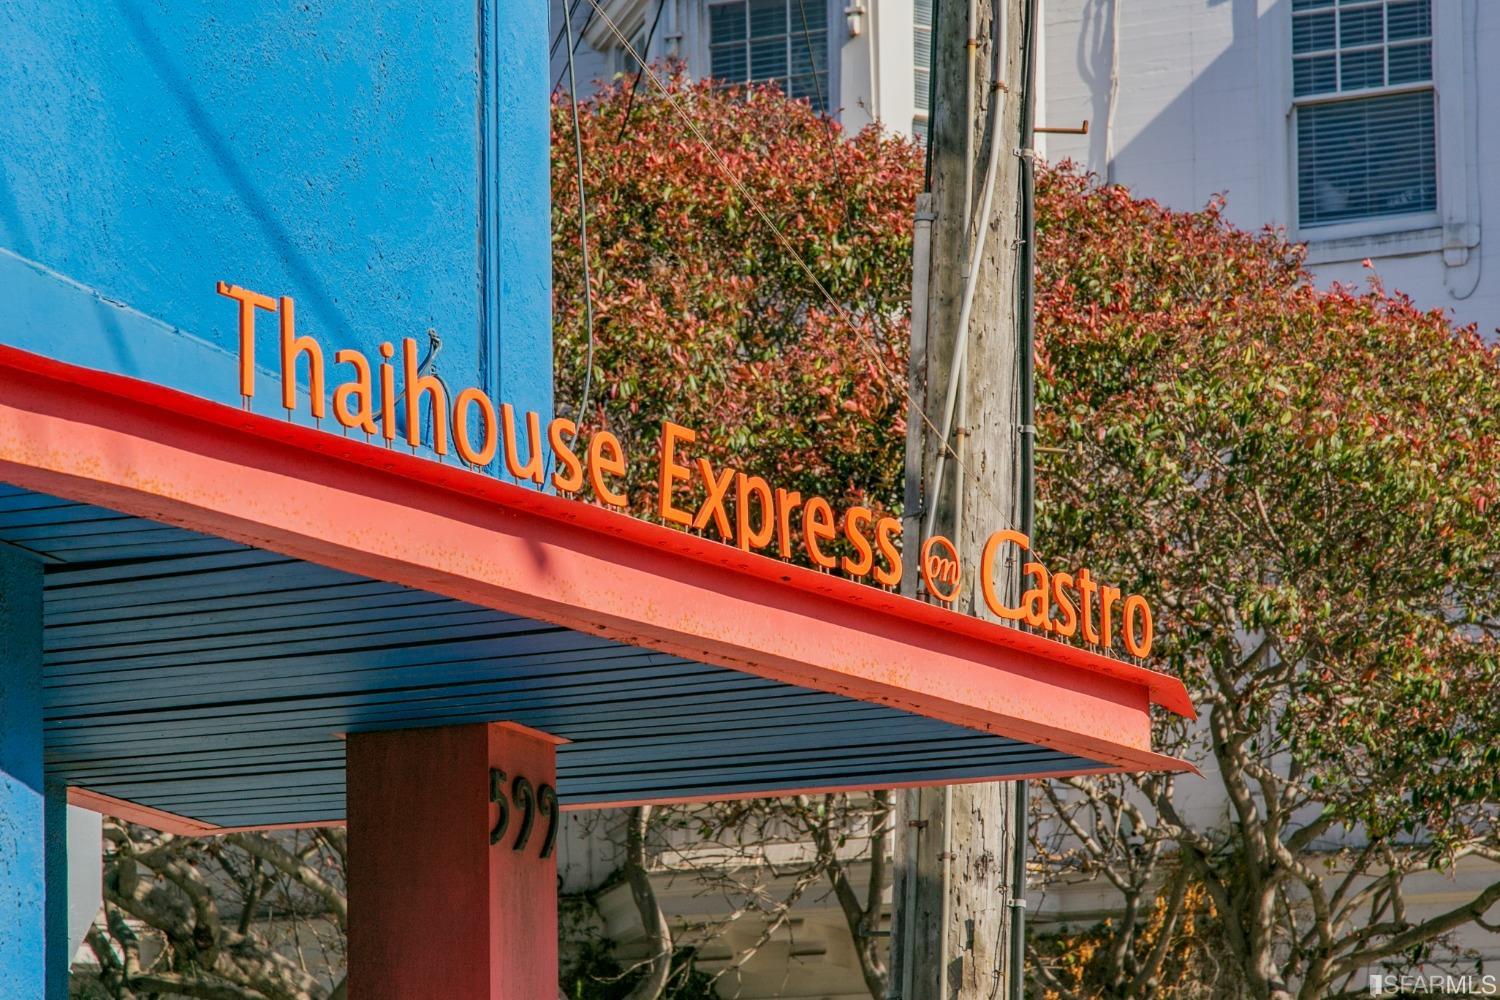 Thaihouse Express on Castro
599
SFARMLS